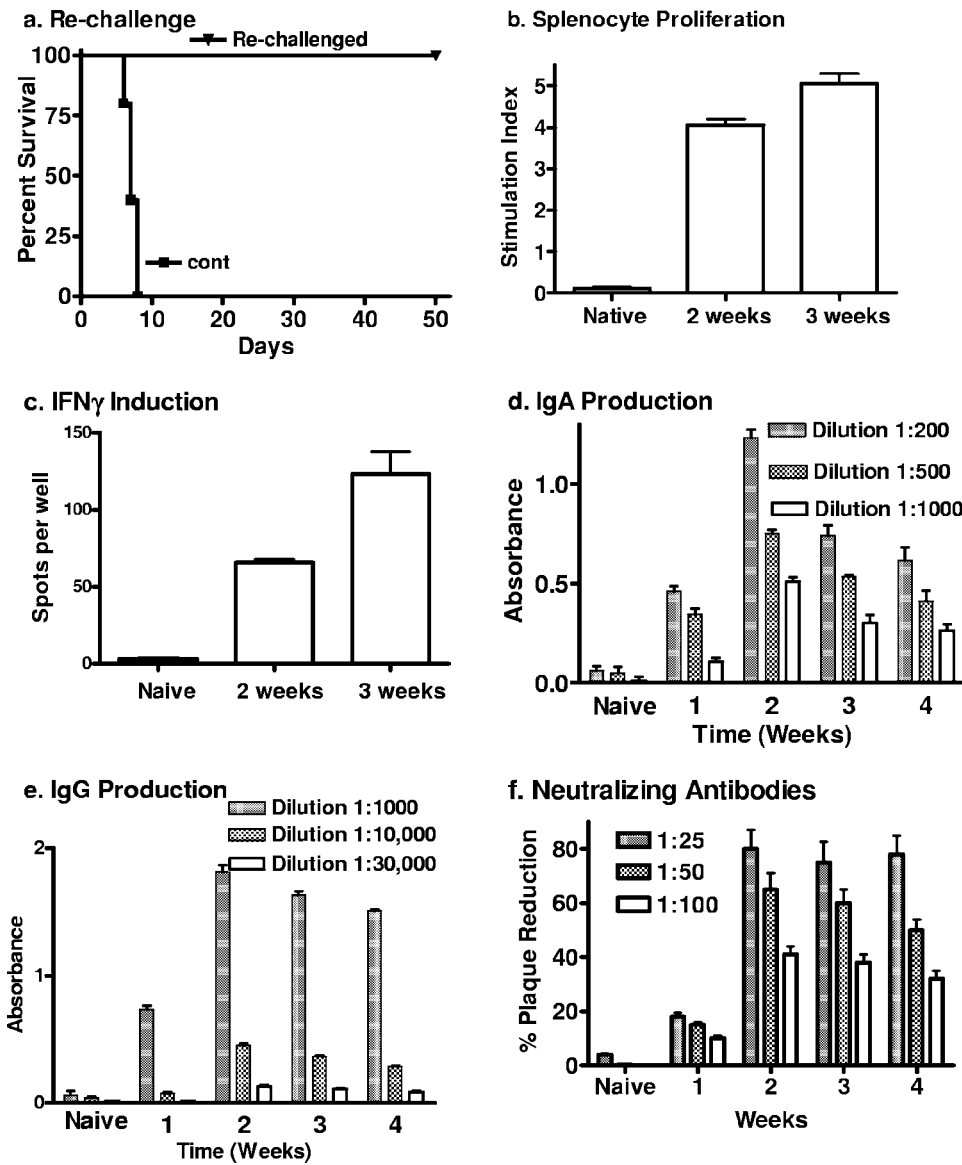 a. Re-challenge
Re-challenged
100
75
50
25
0
Percent Survival
cont
0 10 20 30 40 50
Days
b. Splenocyte Proliferation
5
4
3
2
1
0
Stimulation Index
Native 2 weeks 3 weeks
c. IFNγ Induction
150
100
50
0
Spots per well
Naive 2 weeks 3 weeks
d. IgA Production
Dilution 1:200
Dilution 1:500
Dilution 1:1000
1.0
0.5
0.0
Absorbance
Naive 1 2 3 4
Time (Weeks)
e. IgG Production
Dilution 1:1000
Dilution 1:10,000
Dilution 1:30,000
2
1
0
Absorbance
Naive 1 2 3 4
Time (Weeks)
f. Neutralizing Antibodies
1:25
1:50
1:100
80
60
40
20
0
% Plaque Reduction
Naive 1 2 3 4
Weeks